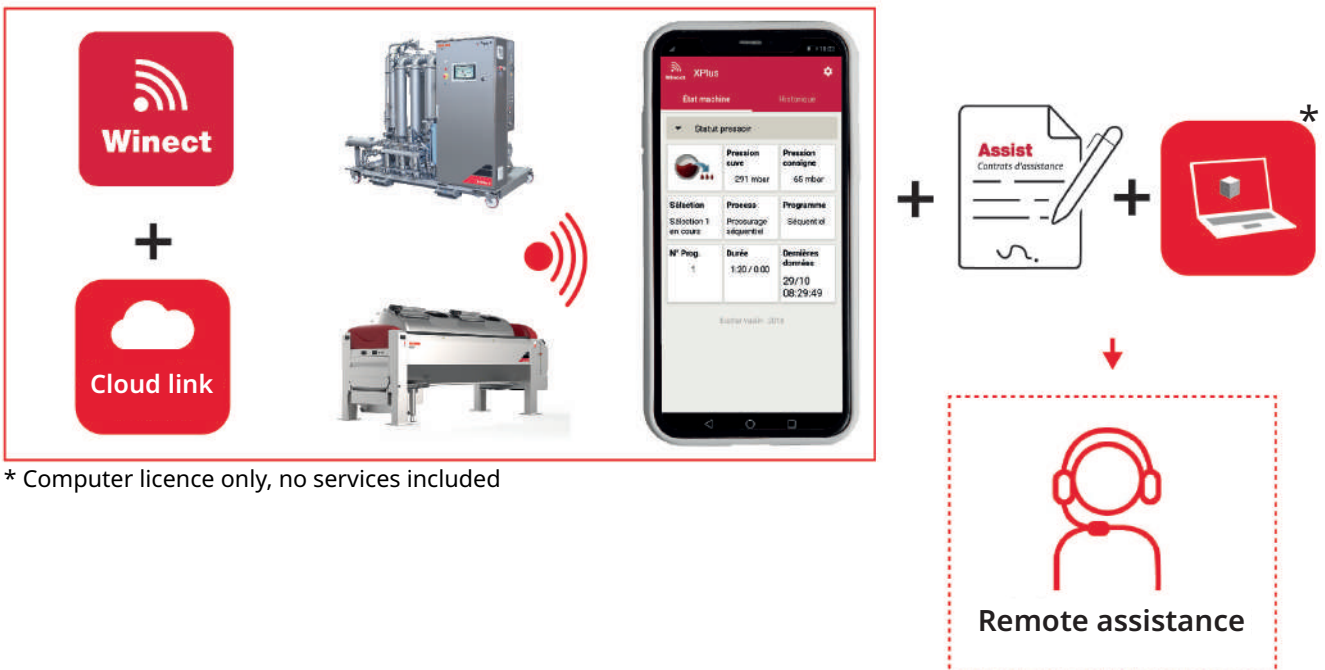 Winect
+
Cloud link
XPlus
État machine
Historique
Statut pressoir
Pression
cuve
Pression
consigne
-291 mbar
-65 mbar
Sélection
Process
Programme
Sélection 1
en cours
Pressurage
séquentiel
Séquentiel
N° Prog.
Durée
Dernières
données
1
1:20 / 0:00
29/10
08:29:49
+
Assist
Contrats d'assistance
+
*
* Computer licence only, no services included
Remote assistance